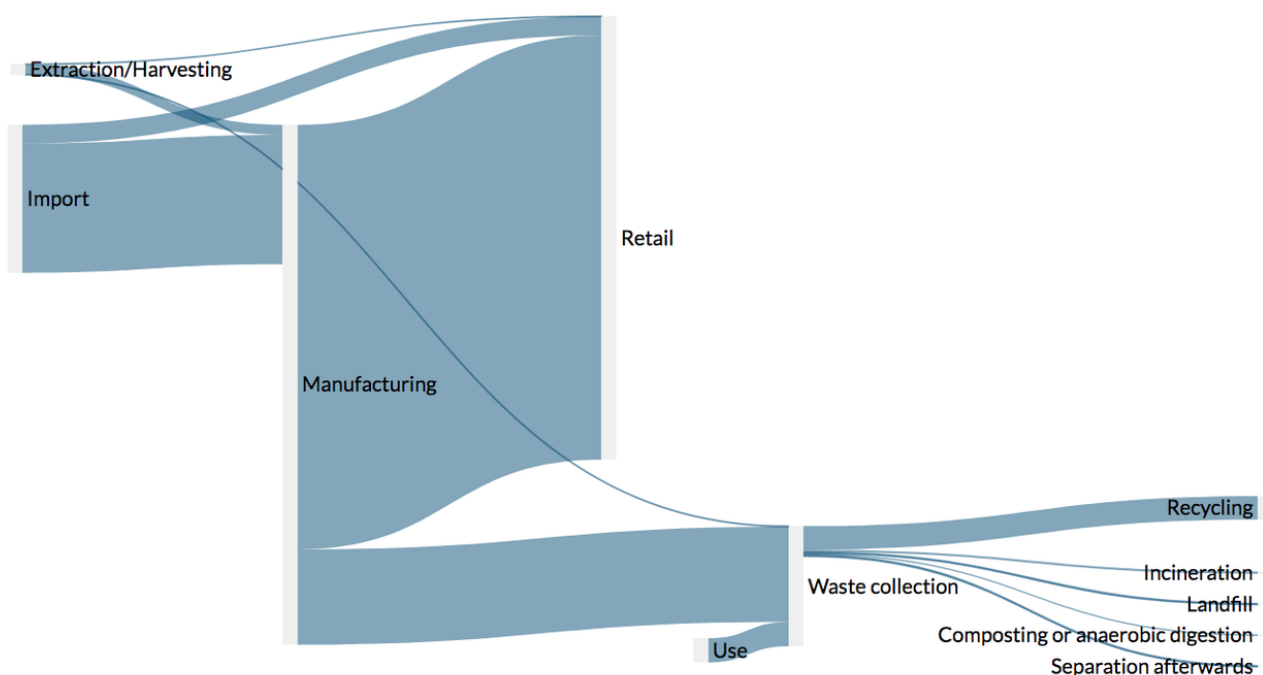 Extraction/Harvesting
Import
Retail
Manufacturing
Recycling
Incineration
Waste collection
Landfill
Composting or anaerobic digestion
Use
Separation afterwards